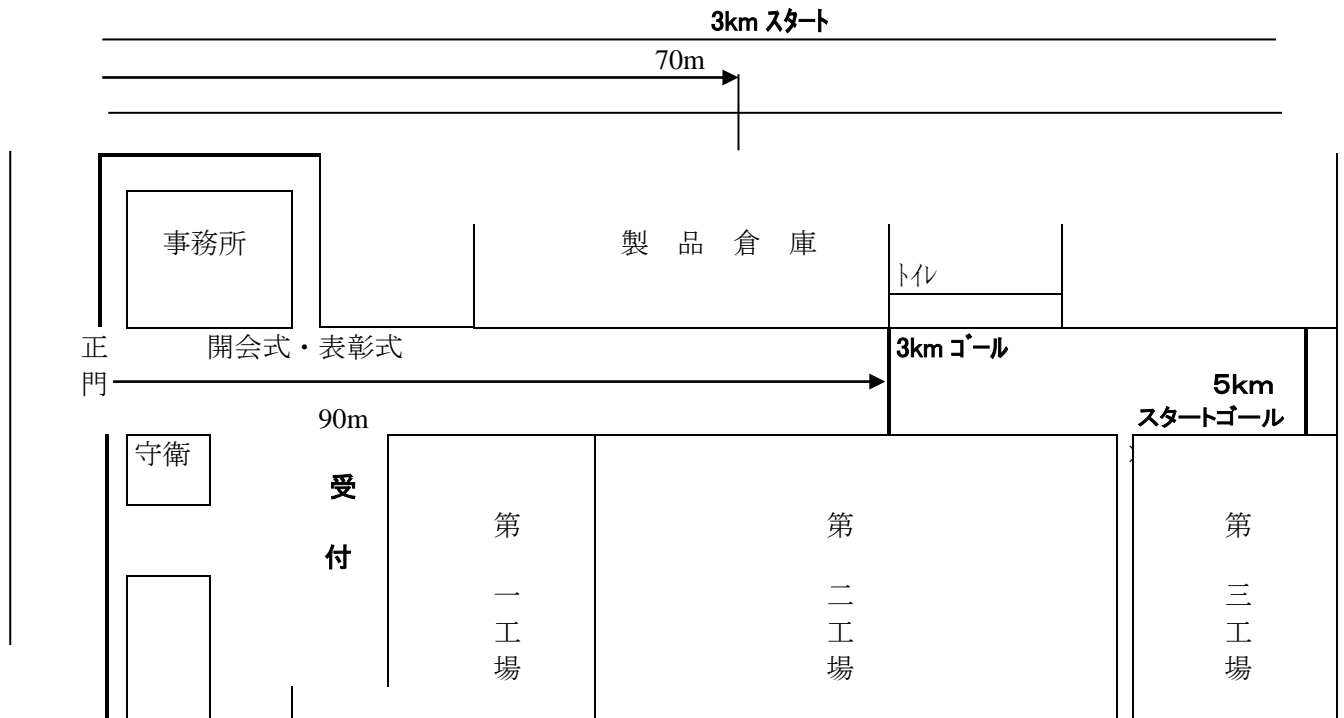 3km スタート
70m
事務所
製品倉庫
トイレ
正門
開会式・表彰式
3km ゴール
90m
5km
スタートゴール
守衛
受付
第一工場
第二工場
第三工場